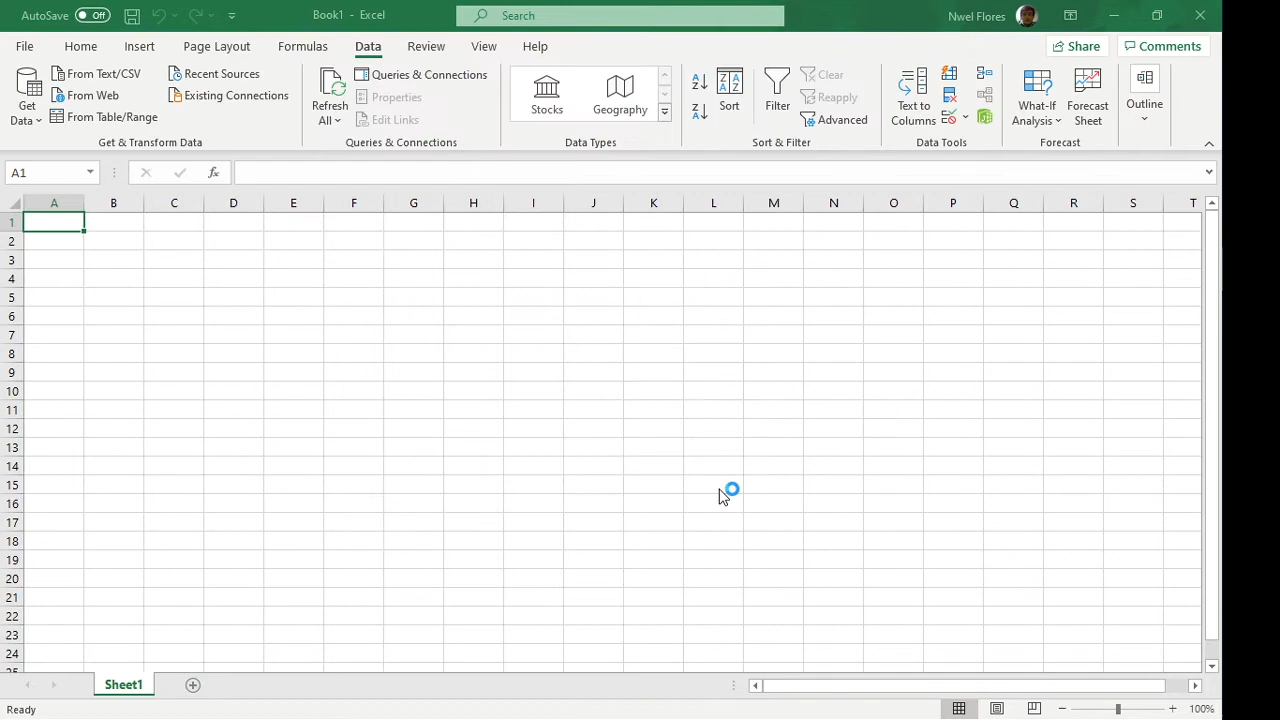 AutoSave Off Book1 - Excel Search Nwel Flores
File Home Insert Page Layout Formulas Data Review View Help Share Comments
Get Data
From Text/CSV
From Web
From Table/Range
Recent Sources
Existing Connections
Get & Transform Data
Refresh All
Queries & Connections
Properties
Edit Links
Queries & Connections
Stocks
Geography
Data Types
Sort
Filter
Clear
Reapply
Advanced
Sort & Filter
Text to Columns
Data Tools
What-If Analysis
Forecast Sheet
Forecast
Outline
A1 fx
A B C D E F G H I J K L M N O P Q R S T
1
2
3
4
5
6
7
8
9
10
11
12
13
14
15
16
17
18
19
20
21
22
23
24
25
Sheet1
Ready 100%